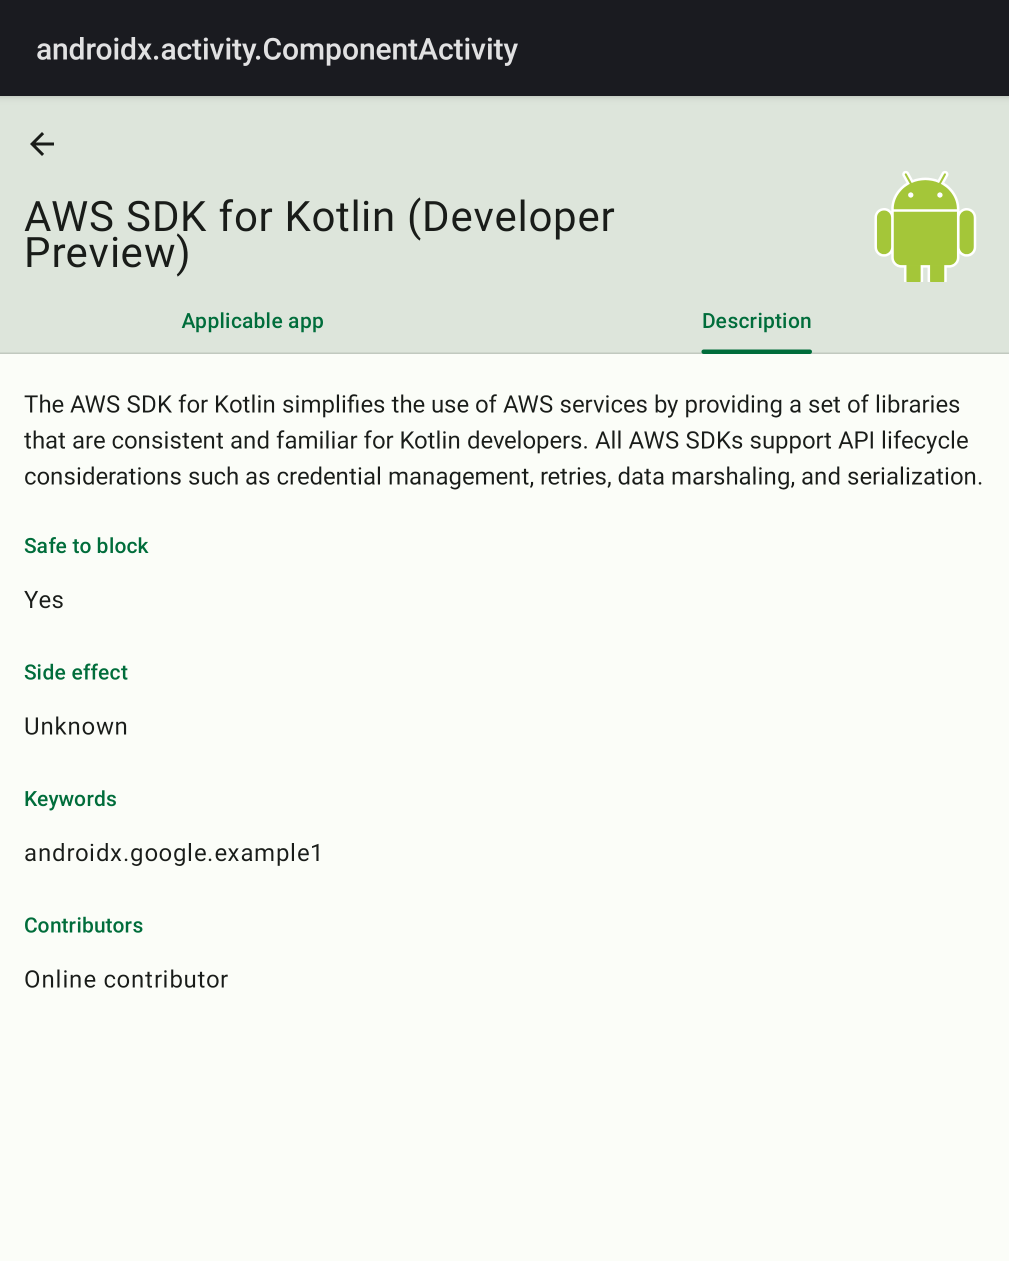 androidx.activity.ComponentActivity
AWS SDK for Kotlin (Developer
Preview)
Applicable app
Description
The AWS SDK for Kotlin simplifies the use of AWS services by providing a set of libraries
that are consistent and familiar for Kotlin developers. All AWS SDKs support API lifecycle
considerations such as credential management, retries, data marshaling, and serialization.
Safe to block
Yes
Side effect
Unknown
Keywords
androidx.google.example1
Contributors
Online contributor